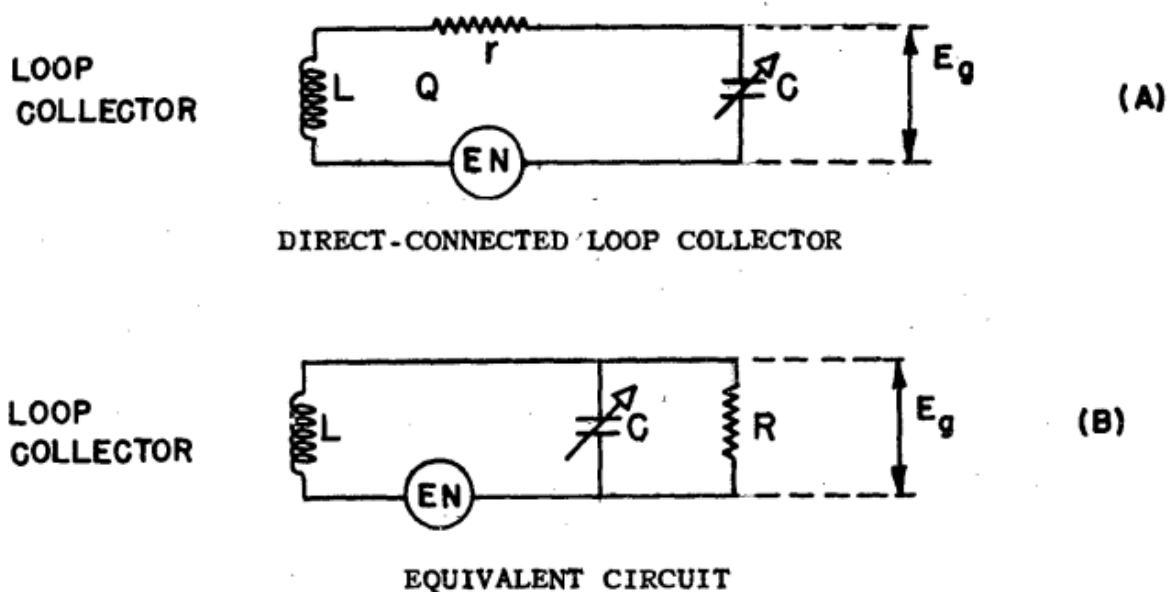 LOOP
COLLECTOR
L
Q
r
EN
C
Eg
(A)
DIRECT-CONNECTED LOOP COLLECTOR
LOOP
COLLECTOR
L
EN
C
R
Eg
(B)
EQUIVALENT CIRCUIT